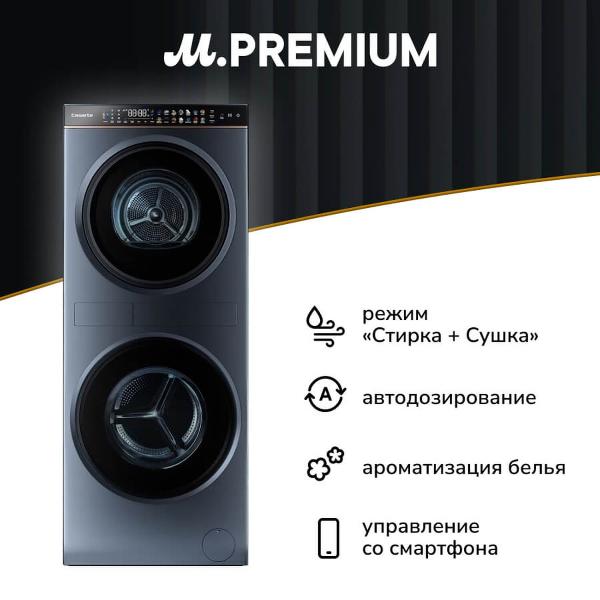 м.PREMIUM
Casarte
режим
«Стирка + Сушка»
A
автодозирование
ароматизация белья
управление
со смартфона